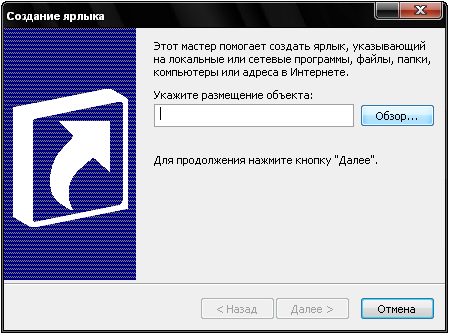 Создание ярлыка
Этот мастер помогает создать ярлык, указывающий
на локальные или сетевые программы, файлы, папки,
компьютеры или адреса в Интернете.
Укажите размещение объекта:
Обзор...
Для продолжения нажмите кнопку "Далее".
< Назад
Далее >
Отмена